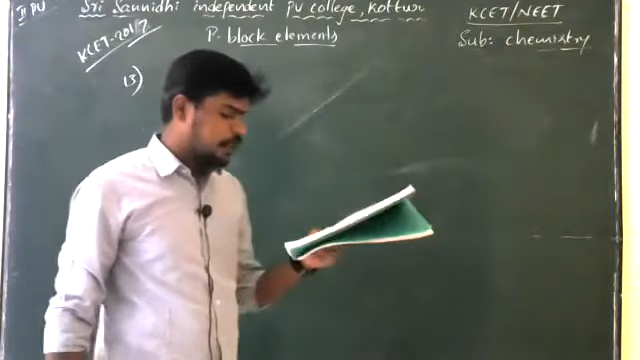 II PU
Sri Saunidhi independent PU college, Kottur
KCET/NEET
KCET-2017
P-block elements
Sub: chemistry
13)